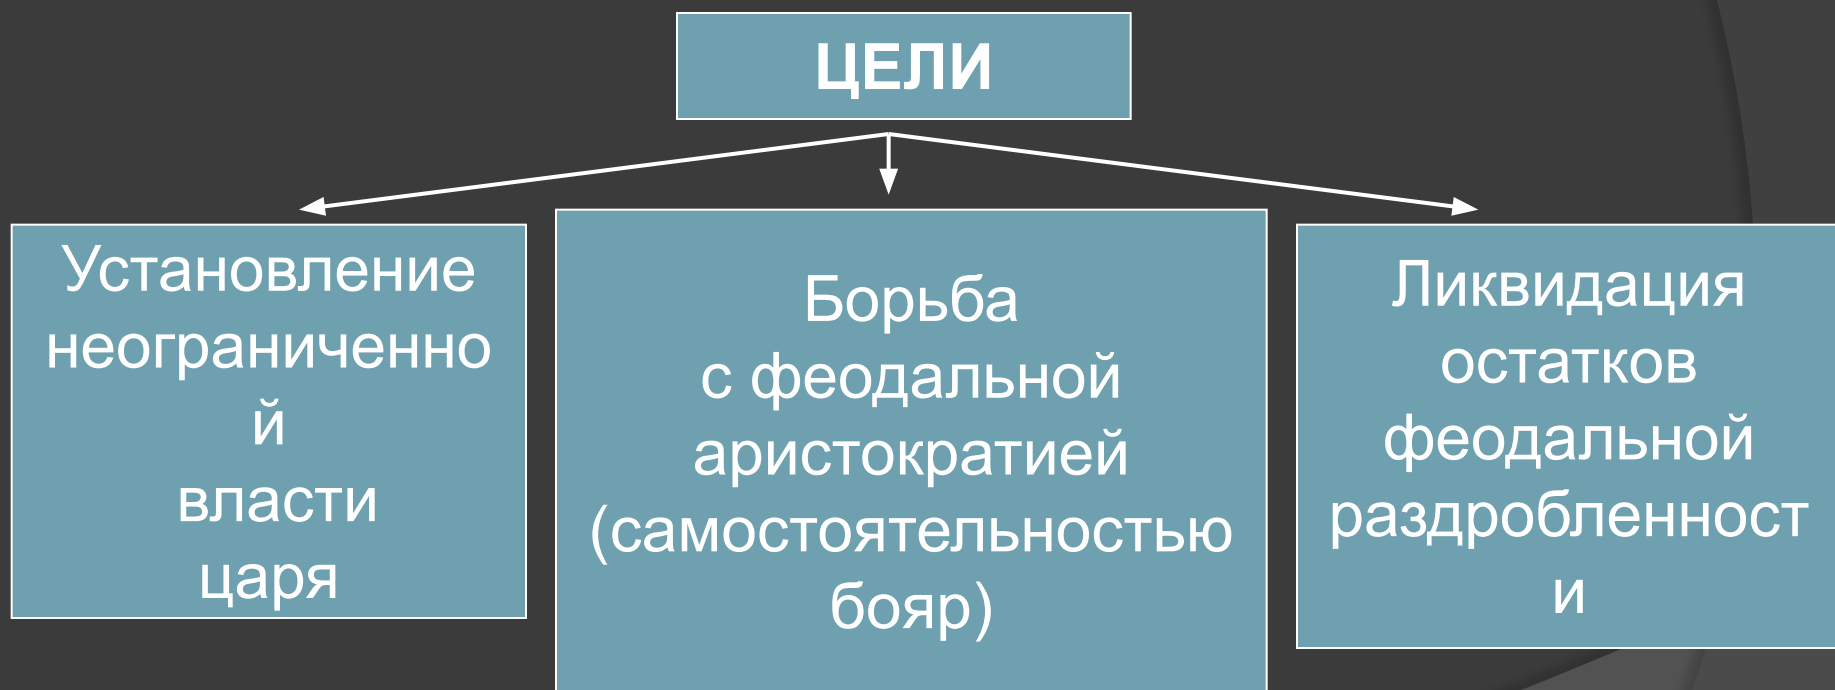 ЦЕЛИ
Установление
неограниченно
й
власти
царя
Борьба
с феодальной
аристократией
(самостоятельностью
бояр)
Ликвидация
остатков
феодальной
раздробленност
и